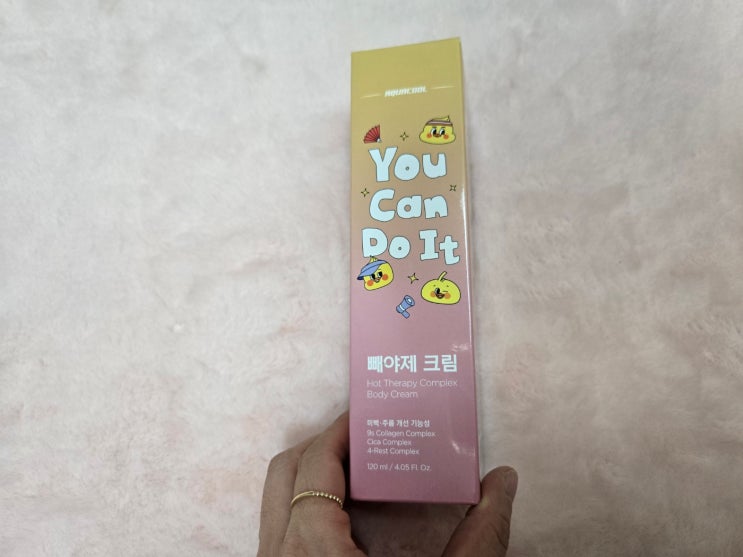 AQUACOOL
You
Can
Do It
빼야제 크림
Hot Therapy Complex
Body Cream
미백·주름 개선 기능성
9s Collagen Complex
Cica Complex
4-Rest Complex
120 ml / 4.05 Fl. Oz.